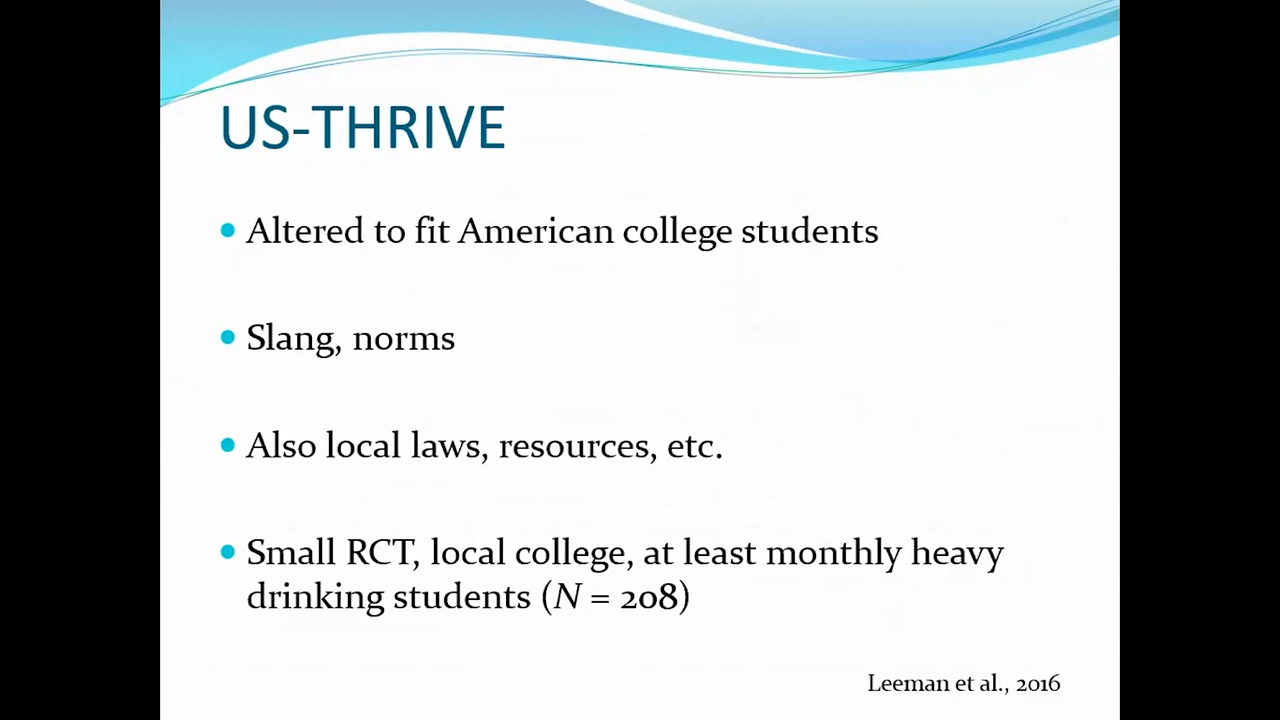 US-THRIVE
• Altered to fit American college students
• Slang, norms
• Also local laws, resources, etc.
• Small RCT, local college, at least monthly heavy
drinking students (N = 208)
Leeman et al., 2016